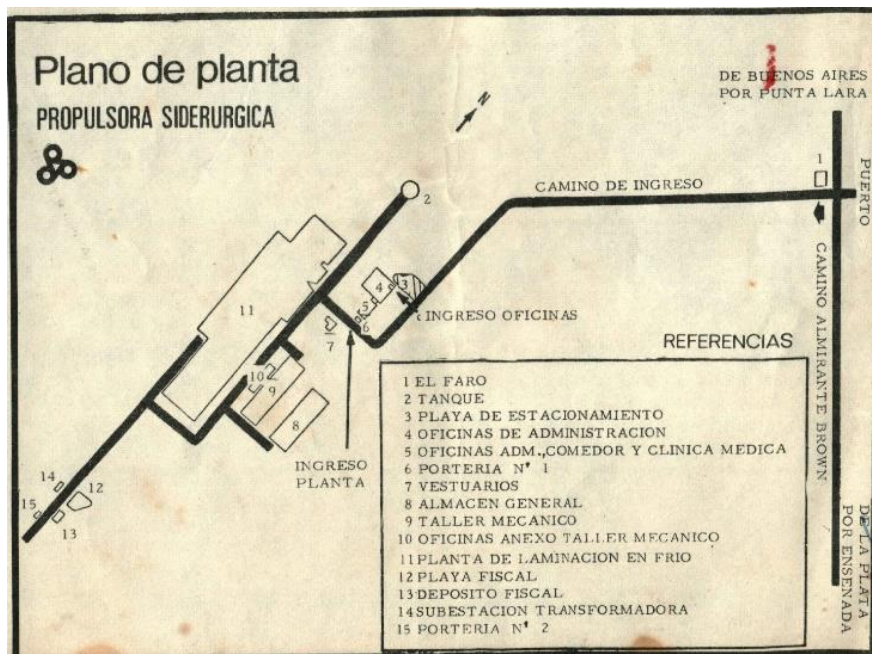 Plano de planta
PROPULSORA SIDERURGICA
N
DE BUENOS AIRES
POR PUNTA LARA
1
PUERTO
CAMINO DE INGRESO
2
3
4
5
6
7
INGRESO OFICINAS
11
10
9
8
INGRESO
PLANTA
14
12
15
13
CAMINO ALMIRANTE BROWN
DE LA PLATA
POR ENSENADA
REFERENCIAS
1 EL FARO
2 TANQUE
3 PLAYA DE ESTACIONAMIENTO
4 OFICINAS DE ADMINISTRACION
5 OFICINAS ADM., COMEDOR Y CLINICA MEDICA
6 PORTERIA N° 1
7 VESTUARIOS
8 ALMACEN GENERAL
9 TALLER MECANICO
10 OFICINAS ANEXO TALLER MECANICO
11 PLANTA DE LAMINACION EN FRIO
12 PLAYA FISCAL
13 DEPOSITO FISCAL
14 SUBESTACION TRANSFORMADORA
15 PORTERIA N° 2